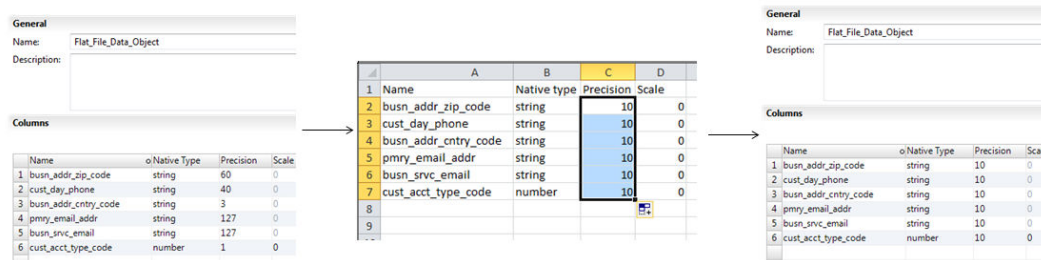 General
Name: Flat_File_Data_Object
Description:
Columns
Name o Native Type Precision Scale
1 busn_addr_zip_code string 60 0
2 cust_day_phone string 40 0
3 busn_addr_cntry_code string 3 0
4 pmry_email_addr string 127 0
5 busn_srvc_email string 127 0
6 cust_acct_type_code number 1 0
A B C D
1 Name Native type Precision Scale
2 busn_addr_zip_code string 10 0
3 cust_day_phone string 10 0
4 busn_addr_cntry_code string 10 0
5 pmry_email_addr string 10 0
6 busn_srvc_email string 10 0
7 cust_acct_type_code number 10 0
8
9
General
Name: Flat_File_Data_Object
Description:
Columns
Name o Native Type Precision Sca
1 busn_addr_zip_code string 10 0
2 cust_day_phone string 10 0
3 busn_addr_cntry_code string 10 0
4 pmry_email_addr string 10 0
5 busn_srvc_email string 10 0
6 cust_acct_type_code number 10 0